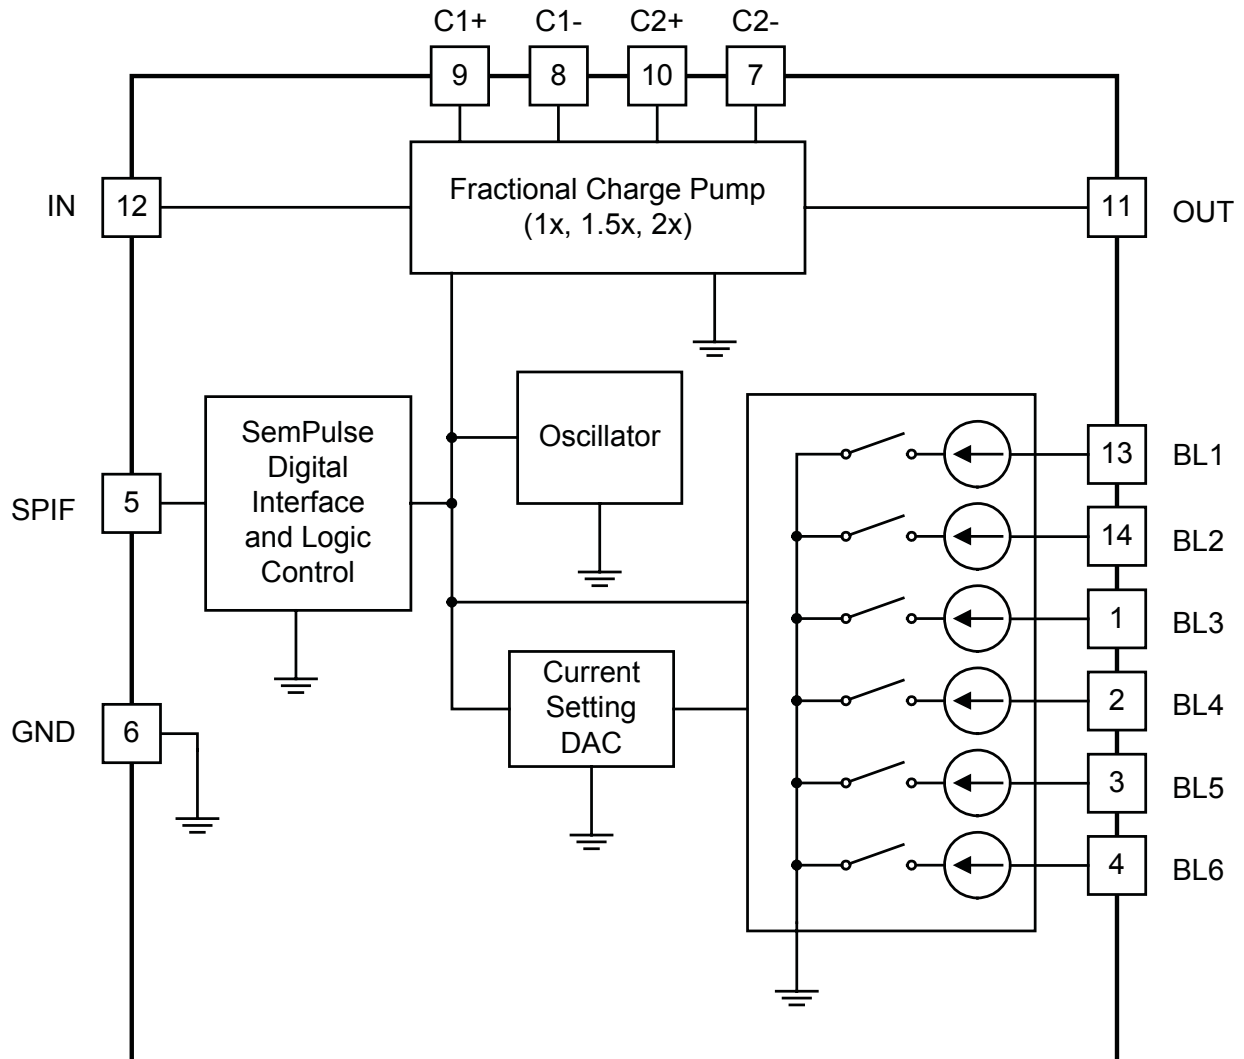 C1+ C1- C2+ C2-
9 8 10 7
IN 12
Fractional Charge Pump
(1x, 1.5x, 2x)
11 OUT
SemPulse
Digital
Interface
and Logic
Control
Oscillator
SPIF 5
13 BL1
14 BL2
1 BL3
Current
Setting
DAC
2 BL4
GND 6
3 BL5
4 BL6